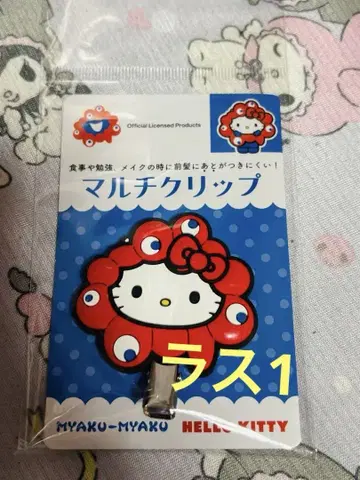 Official Licensed Products
食事や勉強、メイクの時に前髪にあとがつきにくい!
マルチクリップ
ラス1
MYAKU-MYAKU HELLO KITTY